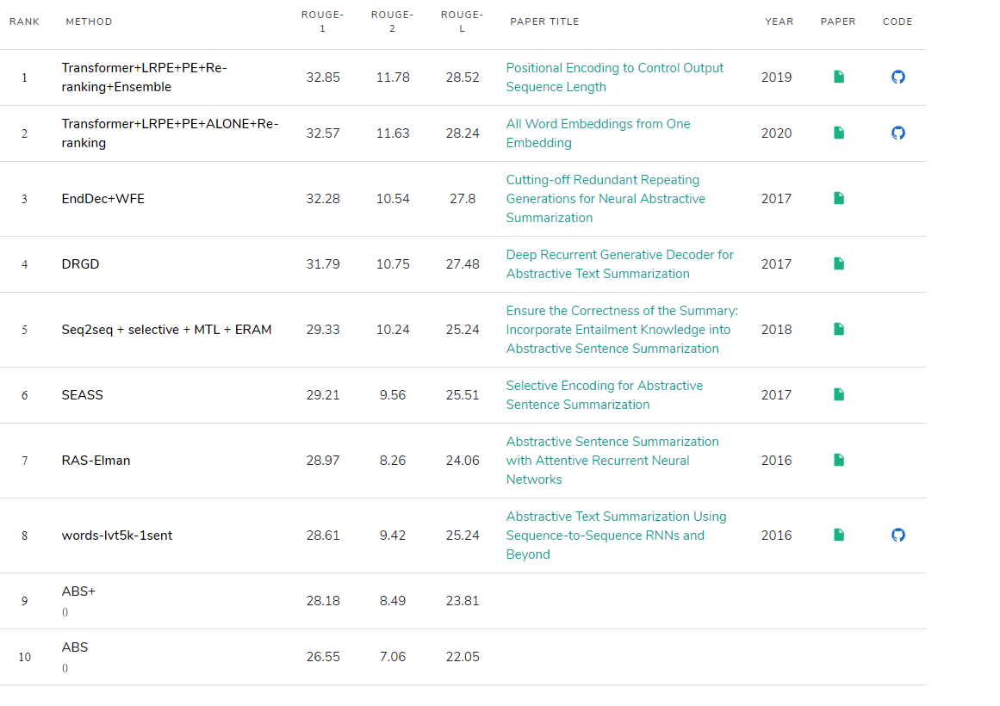 RANK METHOD ROUGE-1 ROUGE-2 ROUGE-L PAPER TITLE YEAR PAPER CODE
1 Transformer+LRPE+PE+Re-
ranking+Ensemble 32.85 11.78 28.52 Positional Encoding to Control Output
Sequence Length 2019
2 Transformer+LRPE+PE+ALONE+Re-
ranking 32.57 11.63 28.24 All Word Embeddings from One
Embedding 2020
3 EndDec+WFE 32.28 10.54 27.8 Cutting-off Redundant Repeating
Generations for Neural Abstractive
Summarization 2017
4 DRGD 31.79 10.75 27.48 Deep Recurrent Generative Decoder for
Abstractive Text Summarization 2017
5 Seq2seq + selective + MTL + ERAM 29.33 10.24 25.24 Ensure the Correctness of the Summary:
Incorporate Entailment Knowledge into
Abstractive Sentence Summarization 2018
6 SEASS 29.21 9.56 25.51 Selective Encoding for Abstractive
Sentence Summarization 2017
7 RAS-Elman 28.97 8.26 24.06 Abstractive Sentence Summarization
with Attentive Recurrent Neural
Networks 2016
8 words-lvt5k-1sent 28.61 9.42 25.24 Abstractive Text Summarization Using
Sequence-to-Sequence RNNs and
Beyond 2016
9 ABS+
() 28.18 8.49 23.81
10 ABS
() 26.55 7.06 22.05